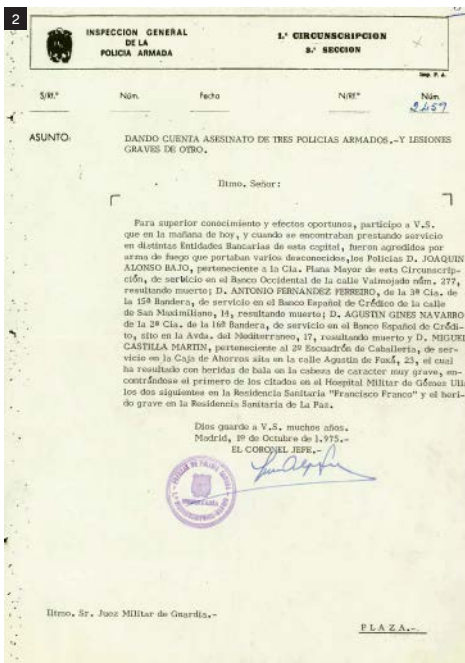 2
INSPECCION GENERAL
DE LA
POLICIA ARMADA
1.ª CIRCUNSCRIPCION
3.ª SECCION
Imp. P. A.
S/Rf.ª
Núm.
Fecha
N/Rf.ª
Núm.
2457
ASUNTO:
DANDO CUENTA ASESINATO DE TRES POLICIAS ARMADOS.-Y LESIONES
GRAVES DE OTRO.
Iltmo. Señor:
Para superior conocimiento y efectos oportunos, participo a V.S.
que en la mañana de hoy, y cuando se encontraban prestando servicio
en distintas Entidades Bancarias de esta capital, fueron agredidos por
arma de fuego que portaban varios desconocidos, los Policias D. JOAQUIN
ALONSO BAJO, perteneciente a la Cia. Plana Mayor de esta Circunscrip-
ción, de servicio en el Banco Occidental de la calle Valmojado núm. 277,
resultando muerto; D. ANTONIO FERNANDEZ FERREIRO, de la 3ª Cia. de
la 15ª Bandera, de servicio en el Banco Español de Crédico de la calle
de San Maximiliano, 14, resultando muerto; D. AGUSTIN GINES NAVARRO
de la 2ª Cia. de la 16ª Bandera, de servicio en el Banco Español de Crédi-
to, sito en la Avda. del Mediterraneo, 17, resultando muerto y D. MIGUEL
CASTILLA MARTIN, perteneciente al 2º Escuadrón de Caballería, de ser-
vicio en la Caja de Ahorros sita en la calle Agustin de Foxá, 23, el cual
ha resultado con heridas de bala en la cabeza de caracter muy grave, en-
contrándose el primero de los citados en el Hospital Militar de Gómez Ull
los dos siguientes en la Residencia Sanitaria "Francisco Franco" y el heri-
do grave en la Residencia Sanitaria de La Paz.
Dios guarde a V.S. muchos años.
Madrid, 1º de Octubre de 1.975.-
EL CORONEL JEFE,-
Iltmo. Sr. Juez Militar de Guardia.-
PLAZA.-